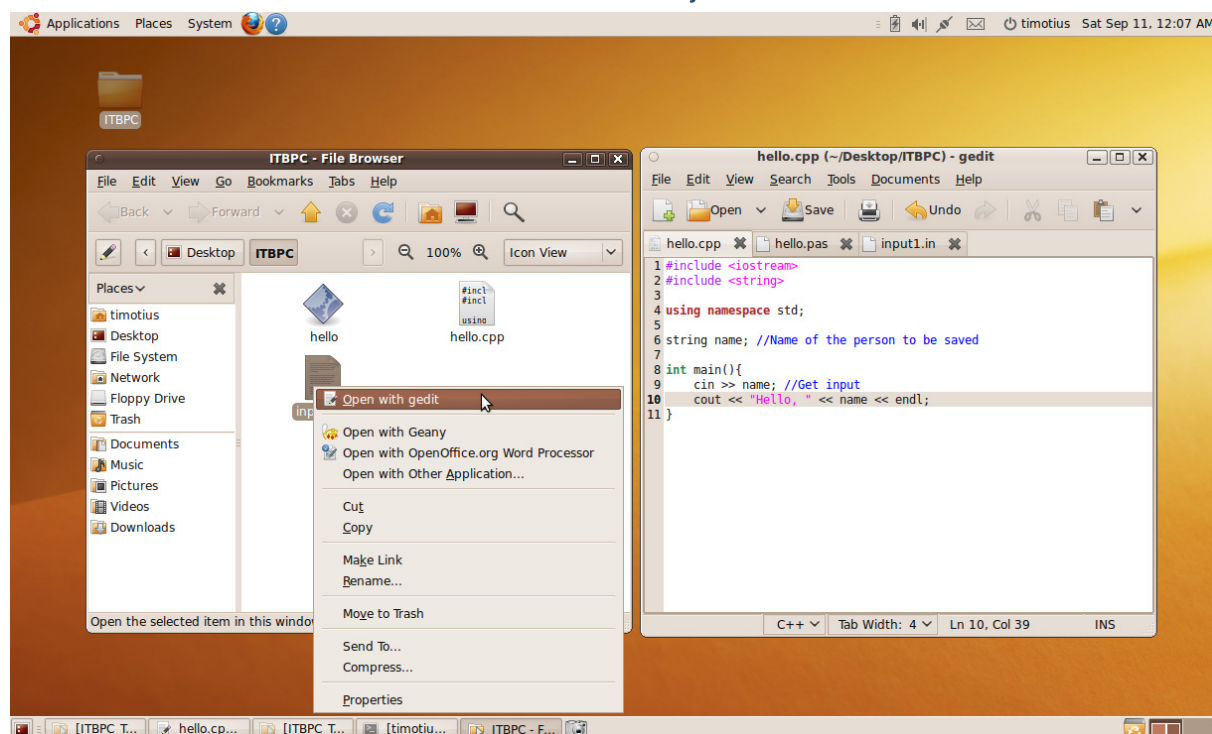 Applications Places System timotius Sat Sep 11, 12:07 AM
ITBPC
ITBPC - File Browser
File Edit View Go Bookmarks Tabs Help
Back Forward
Desktop ITBPC 100% Icon View
Places
timotius
Desktop
File System
Network
Floppy Drive
Trash
Documents
Music
Pictures
Videos
Downloads
hello
#incl
#incl
using
hello.cpp
inp
Open the selected item in this windo
Open with gedit
Open with Geany
Open with OpenOffice.org Word Processor
Open with Other Application...
Cut
Copy
Make Link
Rename...
Move to Trash
Send To...
Compress...
Properties
hello.cpp (~/Desktop/ITBPC) - gedit
File Edit View Search Tools Documents Help
Open Save Undo
hello.cpp hello.pas input1.in
1 #include <iostream>
2 #include <string>
3
4 using namespace std;
5
6 string name; //Name of the person to be saved
7
8 int main(){
9 cin >> name; //Get input
10 cout << "Hello, " << name << endl;
11 }
C++ Tab Width: 4 Ln 10, Col 39 INS
[ITBPC T... hello.cp... [ITBPC T... [timotiu... ITBPC - F...